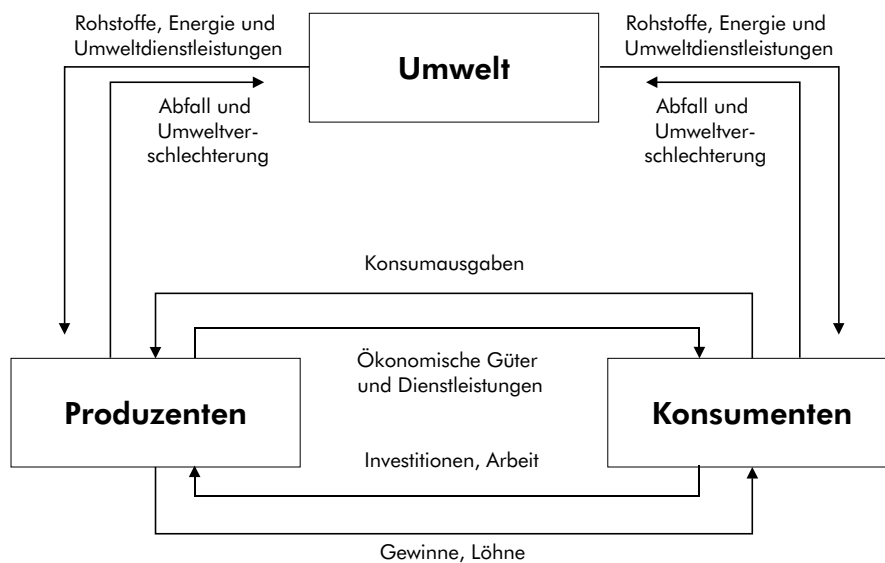 Rohstoffe, Energie und
Umweltdienstleistungen
Umwelt
Rohstoffe, Energie und
Umweltdienstleistungen
Abfall und
Umweltver-
schlechterung
Abfall und
Umweltver-
schlechterung
Konsumausgaben
Ökonomische Güter
und Dienstleistungen
Produzenten
Konsumenten
Investitionen, Arbeit
Gewinne, Löhne